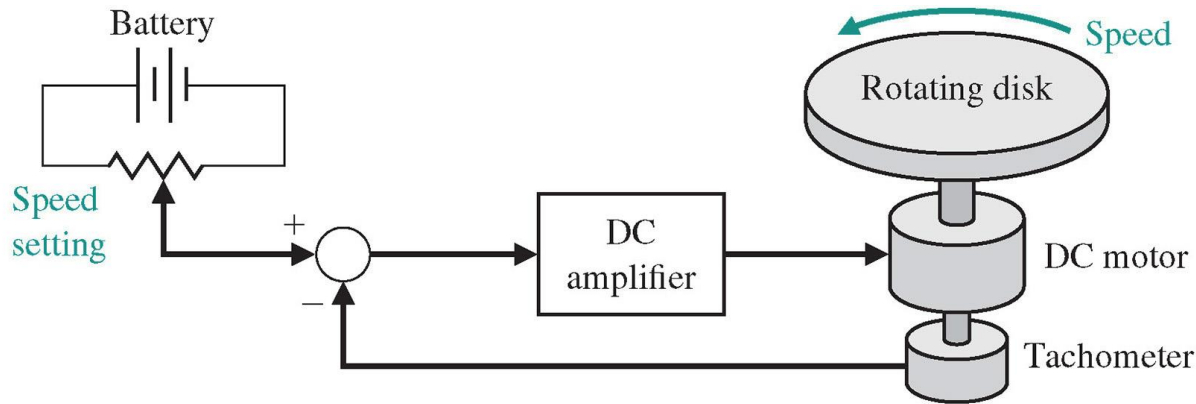 Battery
Speed
Rotating disk
Speed
setting
+
−
DC
amplifier
DC motor
Tachometer